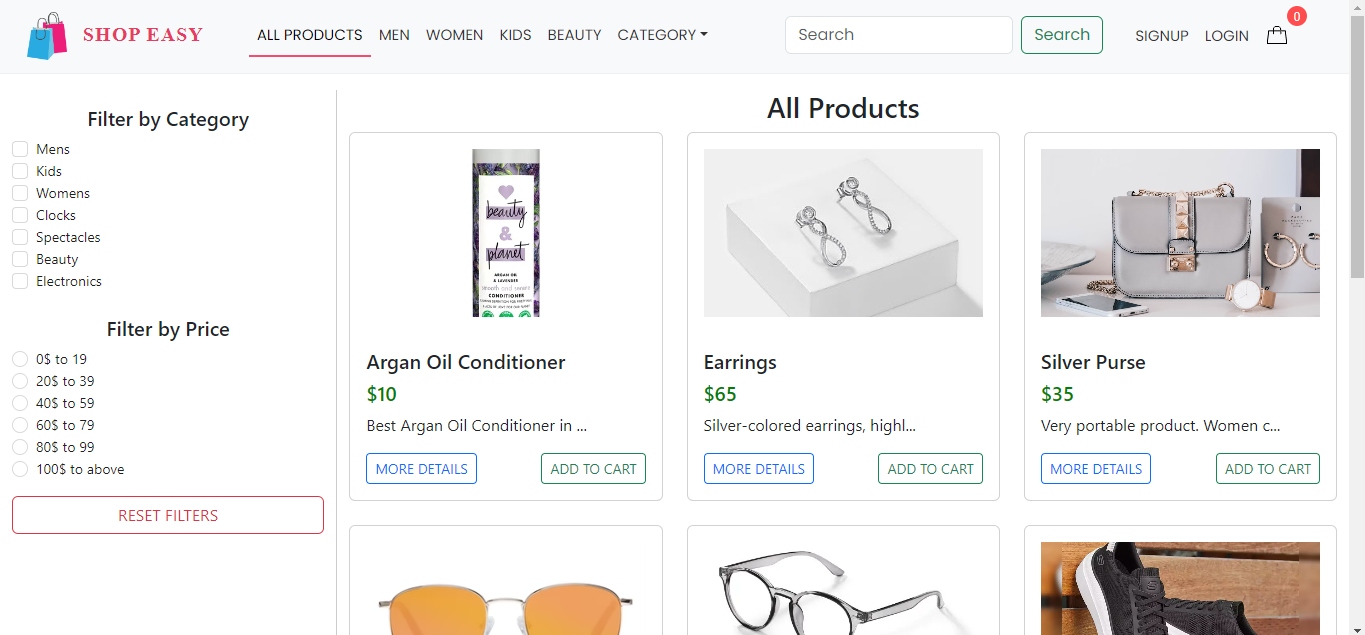 SHOP EASY
ALL PRODUCTS MEN WOMEN KIDS BEAUTY CATEGORY
Search
Search
SIGNUP LOGIN
0
Filter by Category
Mens
Kids
Womens
Clocks
Spectacles
Beauty
Electronics
Filter by Price
0$ to 19
20$ to 39
40$ to 59
60$ to 79
80$ to 99
100$ to above
RESET FILTERS
All Products
beauty
&
planet
ARGAN OIL
& LAVENDER
smooth and serene
CONDITIONER
Argan Oil Conditioner
$10
Best Argan Oil Conditioner in ...
MORE DETAILS ADD TO CART
Earrings
$65
Silver-colored earrings, highl...
MORE DETAILS ADD TO CART
Silver Purse
$35
Very portable product. Women c...
MORE DETAILS ADD TO CART